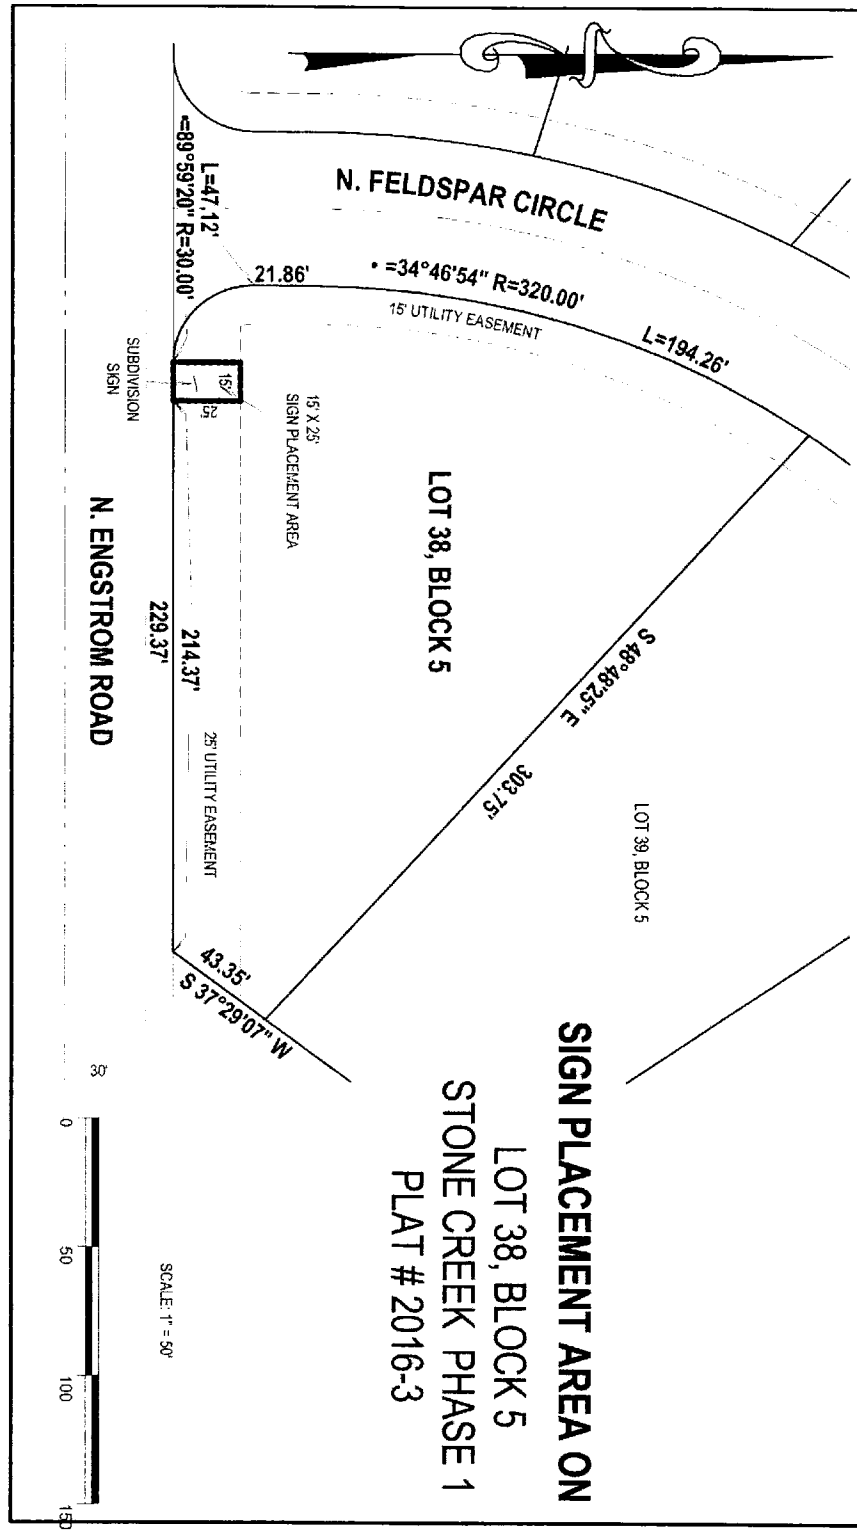 N. FELDSPAR CIRCLE
L=47.12'
=89°59'20" R=30.00'
21.86'
• =34°46'54" R=320.00'
L=194.26'
15' UTILITY EASEMENT
SUBDIVISION
SIGN
15'
25'
15' X 25'
SIGN PLACEMENT AREA
LOT 38, BLOCK 5
N. ENGSTROM ROAD
214.37'
229.37'
25' UTILITY EASEMENT
S 48°48'25" E
303.75'
LOT 39, BLOCK 5
43.35'
S 37°29'07" W
SIGN PLACEMENT AREA ON
LOT 38, BLOCK 5
STONE CREEK PHASE 1
PLAT # 2016-3
30'
0
50
100
150
SCALE: 1" = 50'